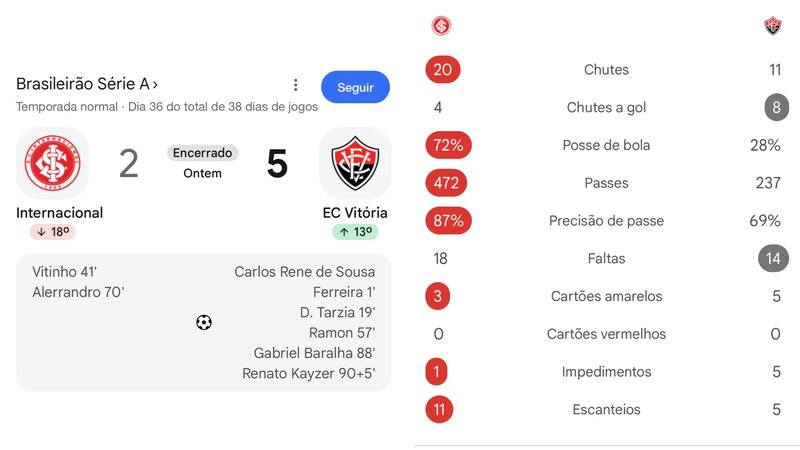 Brasileirão Série A ›
Seguir
Temporada normal · Dia 36 do total de 38 dias de jogos
2 Encerrado 5
Ontem
Internacional EC Vitória
↓ 18º ↑ 13º
Vitinho 41'
Alerrandro 70'
Carlos Rene de Sousa
Ferreira 1'
D. Tarzia 19'
Ramon 57'
Gabriel Baralha 88'
Renato Kayzer 90+5'
20 Chutes 11
4 Chutes a gol 8
72% Posse de bola 28%
472 Passes 237
87% Precisão de passe 69%
18 Faltas 14
3 Cartões amarelos 5
0 Cartões vermelhos 0
1 Impedimentos 5
11 Escanteios 5